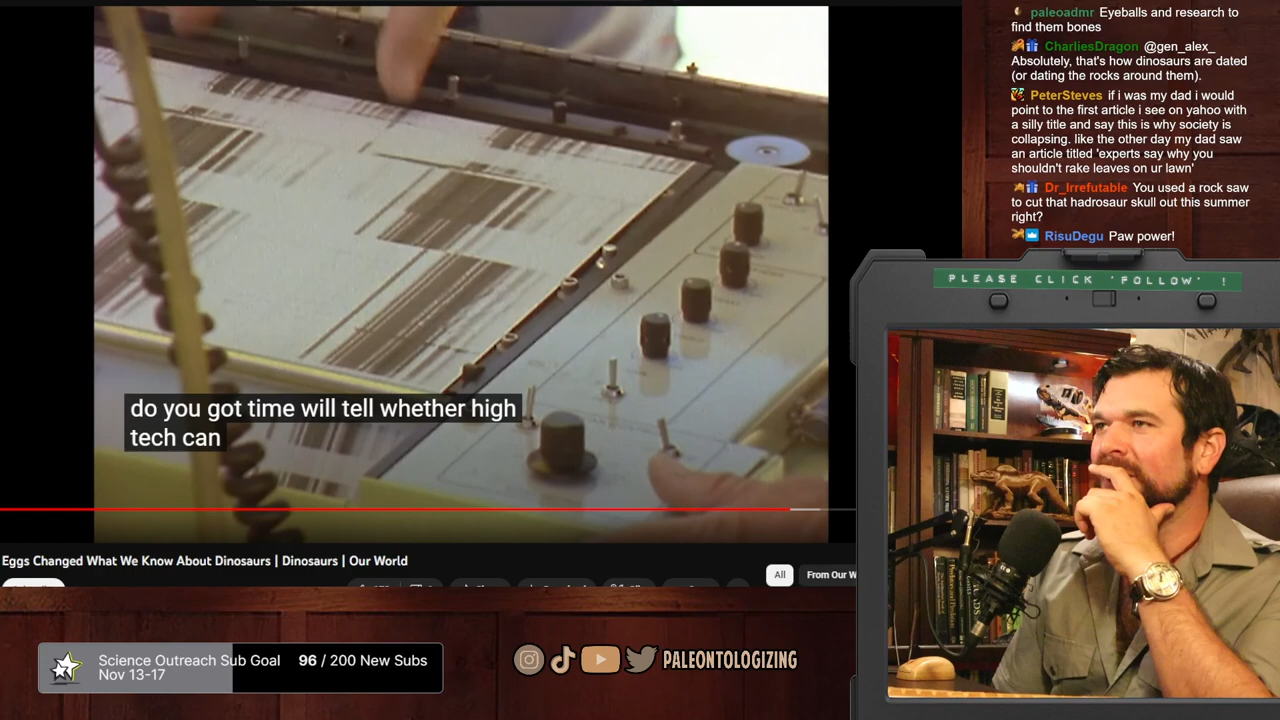 paleoadmr Eyeballs and research to
find them bones
CharliesDragon @gen_alex_
Absolutely, that's how dinosaurs are dated
(or dating the rocks around them).
PeterSteves if i was my dad i would
point to the first article i see on yahoo with
a silly title and say this is why society is
collapsing. like the other day my dad saw
an article titled 'experts say why you
shouldn't rake leaves on ur lawn'
Dr_Irrefutable You used a rock saw
to cut that hadrosaur skull out this summer
right?
RisuDegu Paw power!
PLEASE CLICK 'FOLLOW' !
do you got time will tell whether high
tech can
Eggs Changed What We Know About Dinosaurs | Dinosaurs | Our World
All
From Our W
Science Outreach Sub Goal 96 / 200 New Subs
Nov 13-17
PALEONTOLOGIZING